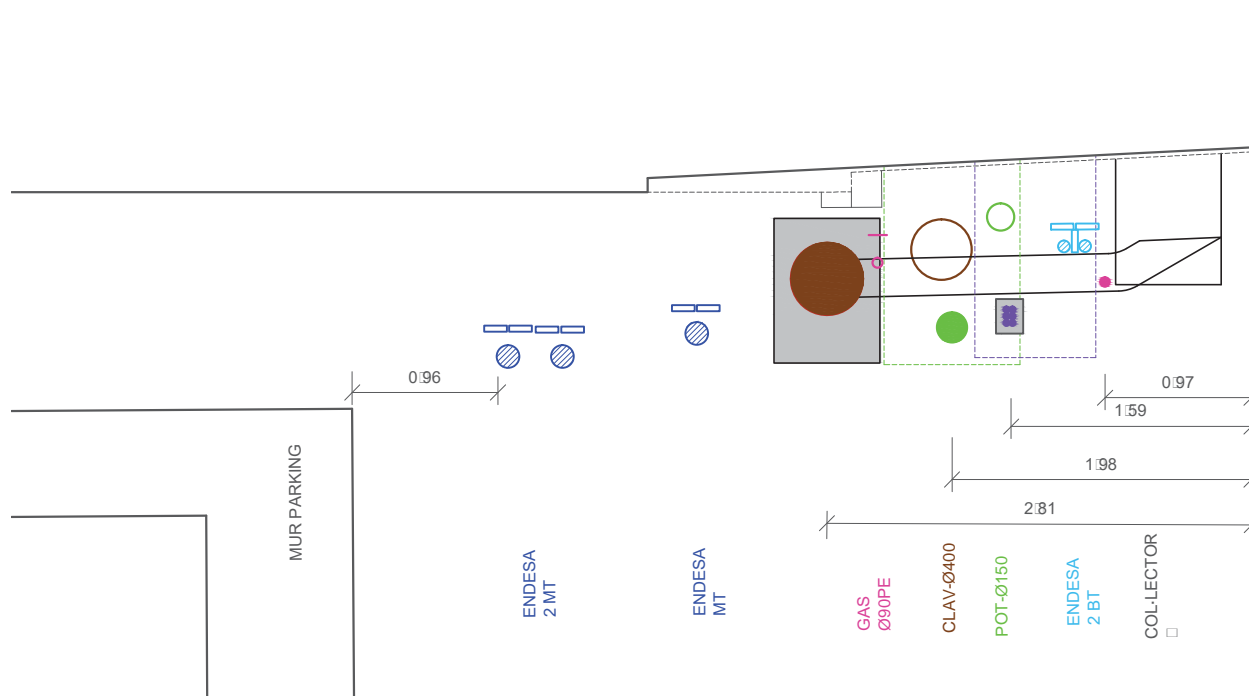 0▯96
0▯97
1▯59
1▯98
2▯81
MUR PARKING
ENDESA
2 MT
ENDESA
MT
GAS
Ø90PE
CLAV-Ø400
POT-Ø150
ENDESA
2 BT
COL·LECTOR
▯